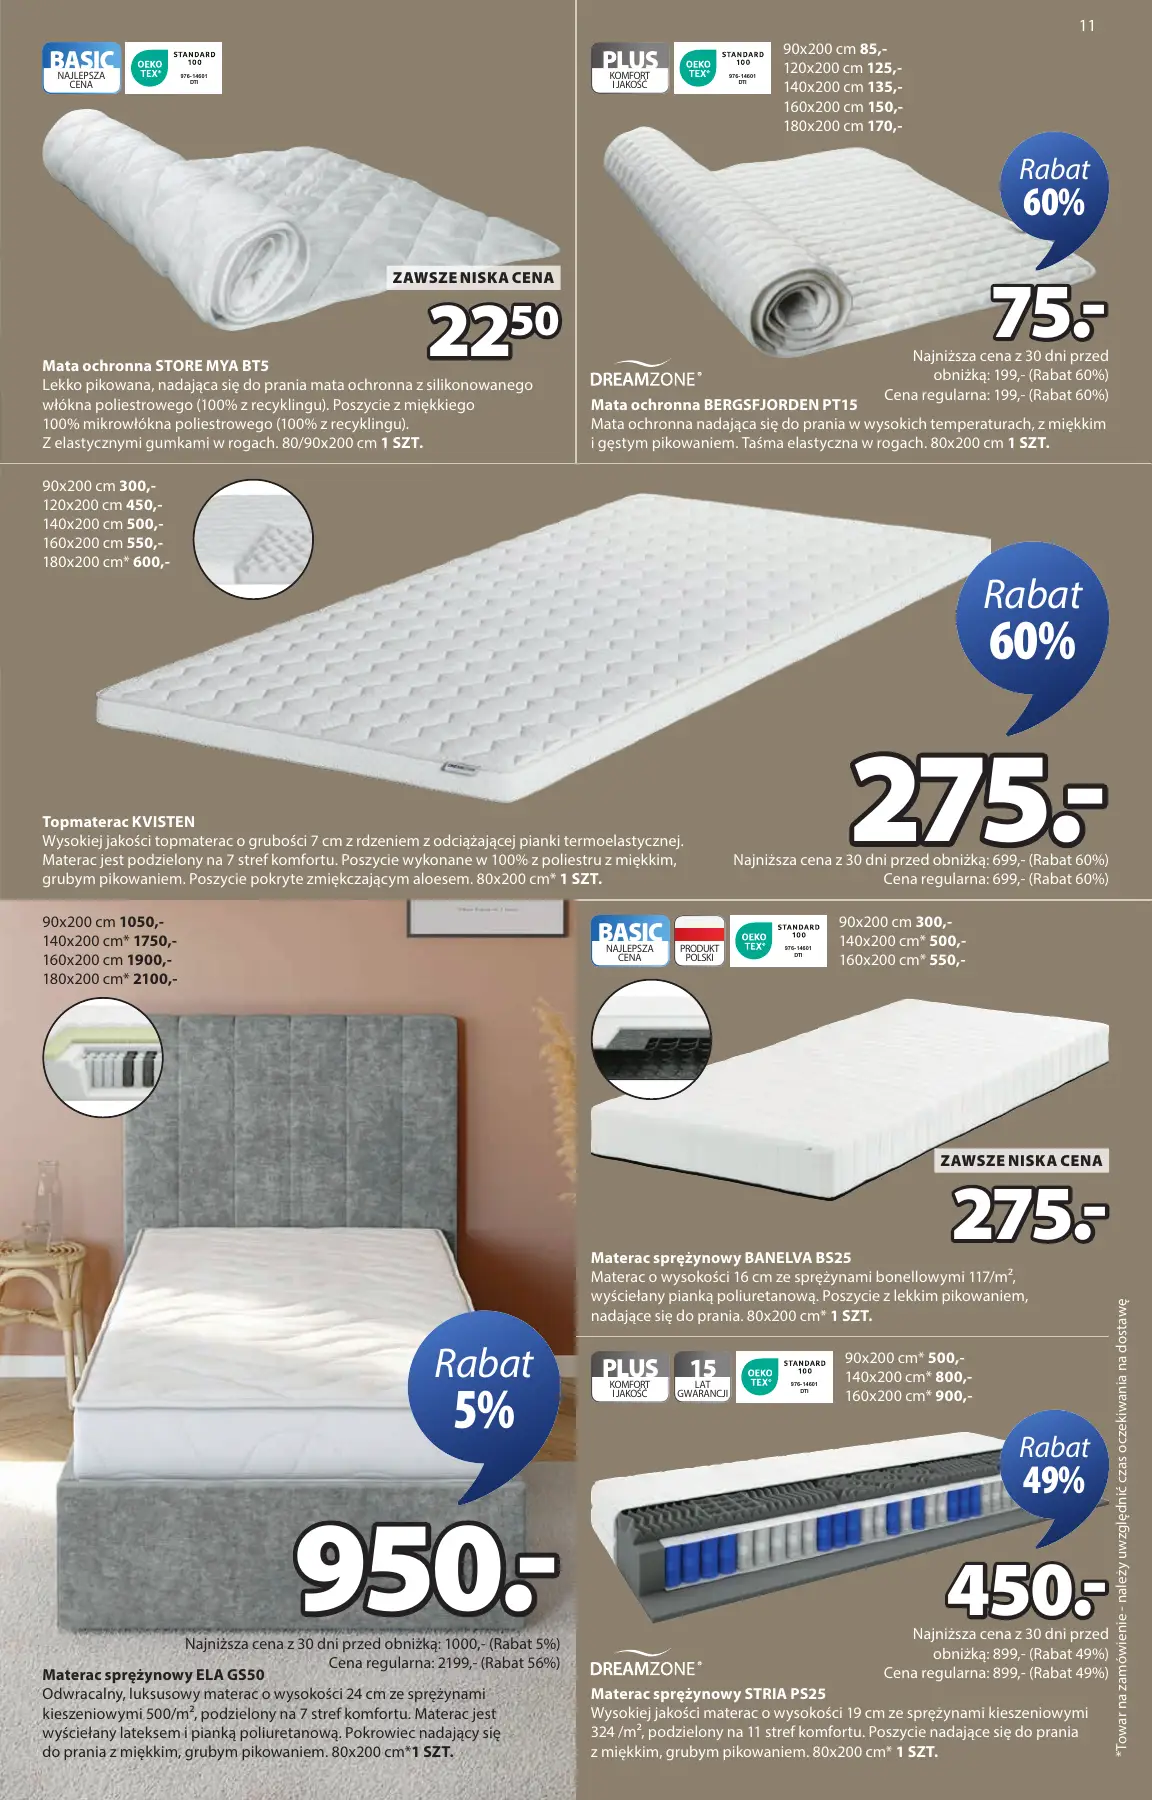 11
BASIC
NAJLEPSZA
CENA
OEKO
TEX®
STANDARD
100
976-14601
DTI
ZAWSZE NISKA CENA
2250
Mata ochronna STORE MYA BT5
Lekko pikowana, nadająca się do prania mata ochronna z silikonowanego
włókna poliestrowego (100% z recyklingu). Poszycie z miękkiego
100% mikrowłókna poliestrowego (100% z recyklingu).
Z elastycznymi gumkami w rogach. 80/90x200 cm 1 SZT.
PLUS
KOMFORT
I JAKOŚĆ
OEKO
TEX®
STANDARD
100
976-14601
DTI
90x200 cm 85,-
120x200 cm 125,-
140x200 cm 135,-
160x200 cm 150,-
180x200 cm 170,-
Rabat
60%
75.-
Najniższa cena z 30 dni przed
obniżką: 199,- (Rabat 60%)
Cena regularna: 199,- (Rabat 60%)
DREAMZONE®
Mata ochronna BERGSFJORDEN PT15
Mata ochronna nadająca się do prania w wysokich temperaturach, z miękkim
i gęstym pikowaniem. Taśma elastyczna w rogach. 80x200 cm 1 SZT.
90x200 cm 300,-
120x200 cm 450,-
140x200 cm 500,-
160x200 cm 550,-
180x200 cm* 600,-
Rabat
60%
275.-
Topmaterac KVISTEN
Wysokiej jakości topmaterac o grubości 7 cm z rdzeniem z odciążającej pianki termoelastycznej.
Materac jest podzielony na 7 stref komfortu. Poszycie wykonane w 100% z poliestru z miękkim,
grubym pikowaniem. Poszycie pokryte zmiękczającym aloesem. 80x200 cm* 1 SZT.
Najniższa cena z 30 dni przed obniżką: 699,- (Rabat 60%)
Cena regularna: 699,- (Rabat 60%)
90x200 cm 1050,-
140x200 cm* 1750,-
160x200 cm 1900,-
180x200 cm* 2100,-
Rabat
5%
950.-
Najniższa cena z 30 dni przed obniżką: 1000,- (Rabat 5%)
Cena regularna: 2199,- (Rabat 56%)
Materac sprężynowy ELA GS50
Odwracalny, luksusowy materac o wysokości 24 cm ze sprężynami
kieszeniowymi 500/m², podzielony na 7 stref komfortu. Materac jest
wyściełany lateksem i pianką poliuretanową. Pokrowiec nadający się
do prania z miękkim, grubym pikowaniem. 80x200 cm*1 SZT.
BASIC
NAJLEPSZA
CENA
PRODUKT
POLSKI
OEKO
TEX®
STANDARD
100
976-14601
DTI
90x200 cm 300,-
140x200 cm* 500,-
160x200 cm* 550,-
ZAWSZE NISKA CENA
275.-
Materac sprężynowy BANELVA BS25
Materac o wysokości 16 cm ze sprężynami bonellowymi 117/m²,
wyściełany pianką poliuretanową. Poszycie z lekkim pikowaniem,
nadające się do prania. 80x200 cm* 1 SZT.
PLUS
KOMFORT
I JAKOŚĆ
15
LAT
GWARANCJI
OEKO
TEX®
STANDARD
100
976-14601
DTI
90x200 cm* 500,-
140x200 cm* 800,-
160x200 cm* 900,-
Rabat
49%
450.-
Najniższa cena z 30 dni przed
obniżką: 899,- (Rabat 49%)
Cena regularna: 899,- (Rabat 49%)
DREAMZONE®
Materac sprężynowy STRIA PS25
Wysokiej jakości materac o wysokości 19 cm ze sprężynami kieszeniowymi
324 /m², podzielony na 11 stref komfortu. Poszycie nadające się do prania
z miękkim, grubym pikowaniem. 80x200 cm* 1 SZT.
*Towar na zamówienie - należy uwzględnić czas oczekiwania na dostawę